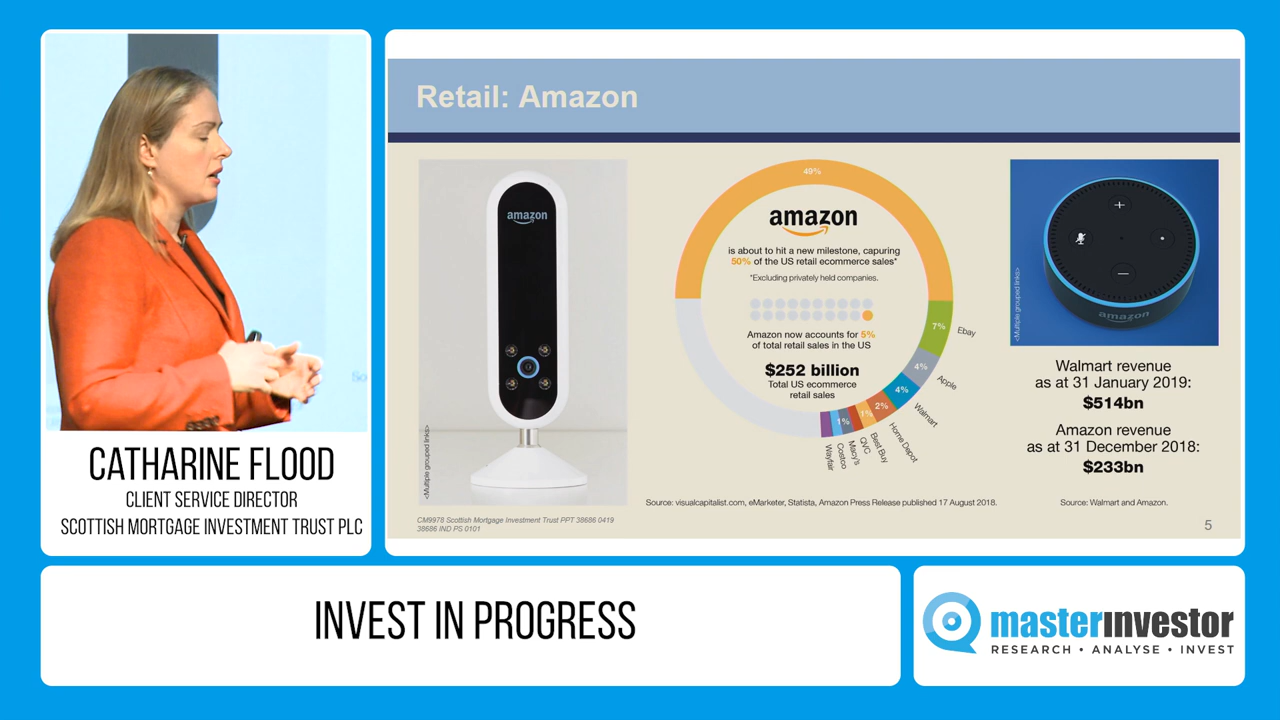 Retail: Amazon
amazon
<Multiple grouped links>
49%
amazon
is about to hit a new milestone, capuring
50% of the US retail ecommerce sales*
*Excluding privately held companies.
Amazon now accounts for 5%
of total retail sales in the US
$252 billion
Total US ecommerce
retail sales
7%
Ebay
4%
Apple
4%
Walmart
2%
Home Depot
1%
Best Buy
QVC
Macy's
1%
Costco
Wayfair
<Multiple grouped links>
amazon
Walmart revenue
as at 31 January 2019:
$514bn
Amazon revenue
as at 31 December 2018:
$233bn
Source: visualcapitalist.com, eMarketer, Statista, Amazon Press Release published 17 August 2018.
Source: Walmart and Amazon.
CM9978 Scottish Mortgage Investment Trust PPT 38686 0419
38686 IND PS 0101
5
CATHARINE FLOOD
CLIENT SERVICE DIRECTOR
SCOTTISH MORTGAGE INVESTMENT TRUST PLC
INVEST IN PROGRESS
masterinvestor
RESEARCH • ANALYSE • INVEST